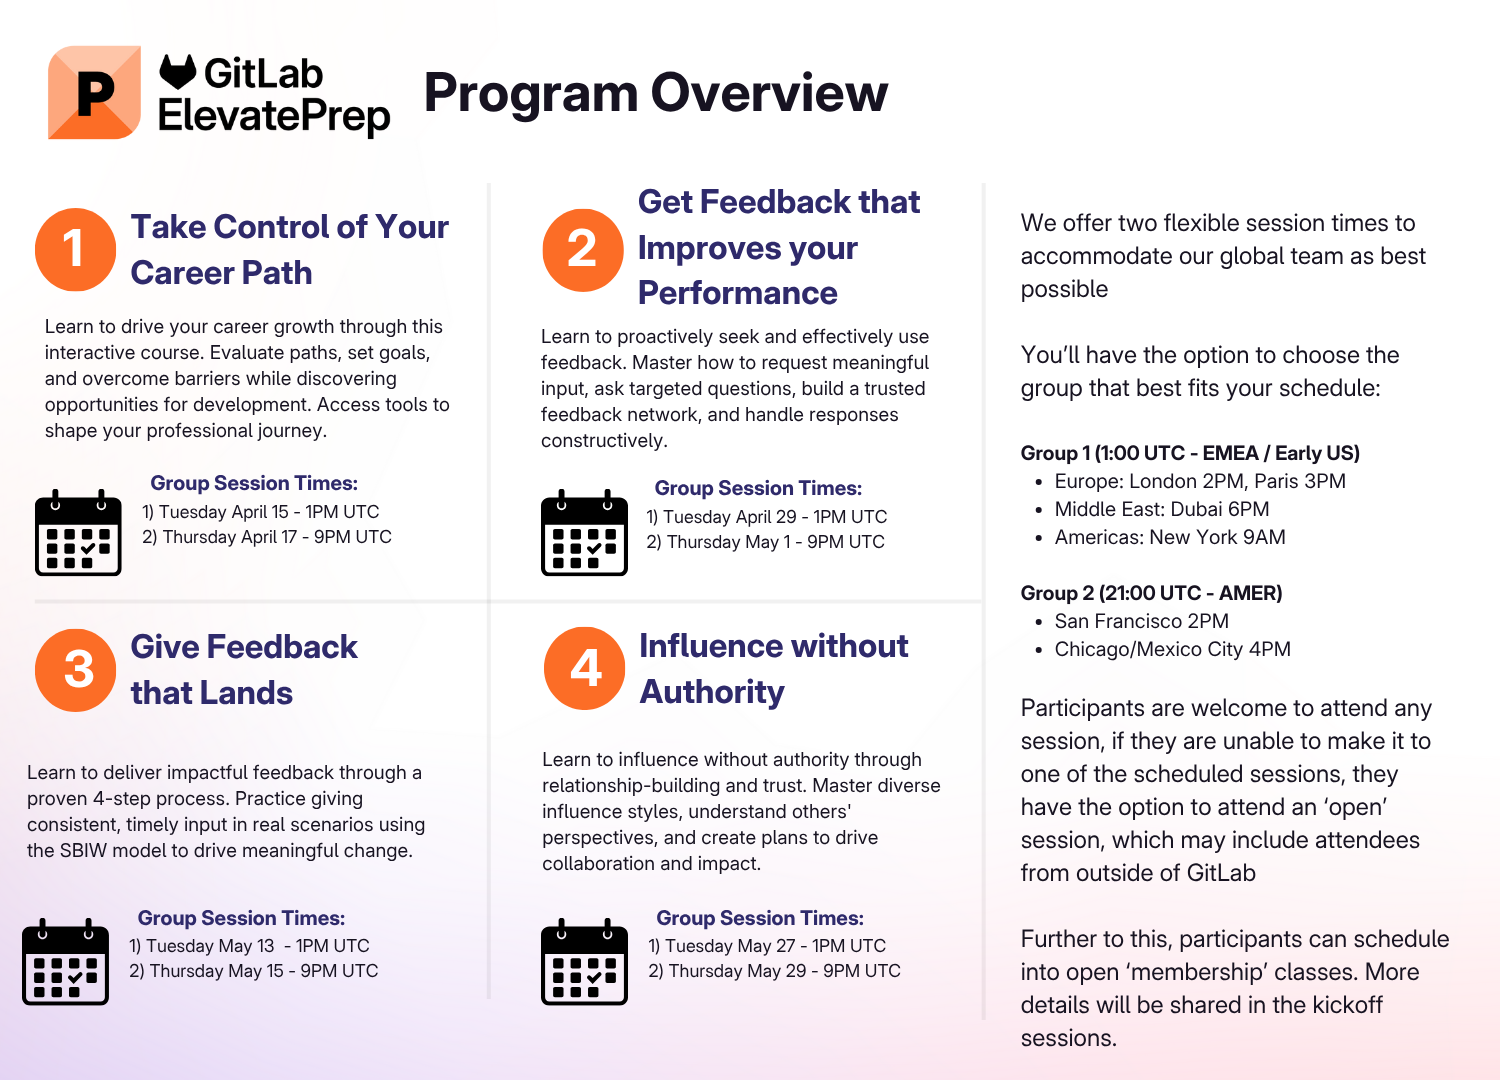 P
GitLab
ElevatePrep
Program Overview
1
Take Control of Your
Career Path
Learn to drive your career growth through this
interactive course. Evaluate paths, set goals,
and overcome barriers while discovering
opportunities for development. Access tools to
shape your professional journey.
Group Session Times:
1) Tuesday April 15 - 1PM UTC
2) Thursday April 17 - 9PM UTC
2
Get Feedback that
Improves your
Performance
Learn to proactively seek and effectively use
feedback. Master how to request meaningful
input, ask targeted questions, build a trusted
feedback network, and handle responses
constructively.
Group Session Times:
1) Tuesday April 29 - 1PM UTC
2) Thursday May 1 - 9PM UTC
3
Give Feedback
that Lands
Learn to deliver impactful feedback through a
proven 4-step process. Practice giving
consistent, timely input in real scenarios using
the SBIW model to drive meaningful change.
Group Session Times:
1) Tuesday May 13 - 1PM UTC
2) Thursday May 15 - 9PM UTC
4
Influence without
Authority
Learn to influence without authority through
relationship-building and trust. Master diverse
influence styles, understand others'
perspectives, and create plans to drive
collaboration and impact.
Group Session Times:
1) Tuesday May 27 - 1PM UTC
2) Thursday May 29 - 9PM UTC
We offer two flexible session times to
accommodate our global team as best
possible
You’ll have the option to choose the
group that best fits your schedule:
Group 1 (1:00 UTC - EMEA / Early US)
• Europe: London 2PM, Paris 3PM
• Middle East: Dubai 6PM
• Americas: New York 9AM
Group 2 (21:00 UTC - AMER)
• San Francisco 2PM
• Chicago/Mexico City 4PM
Participants are welcome to attend any
session, if they are unable to make it to
one of the scheduled sessions, they
have the option to attend an ‘open’
session, which may include attendees
from outside of GitLab
Further to this, participants can schedule
into open ‘membership’ classes. More
details will be shared in the kickoff
sessions.